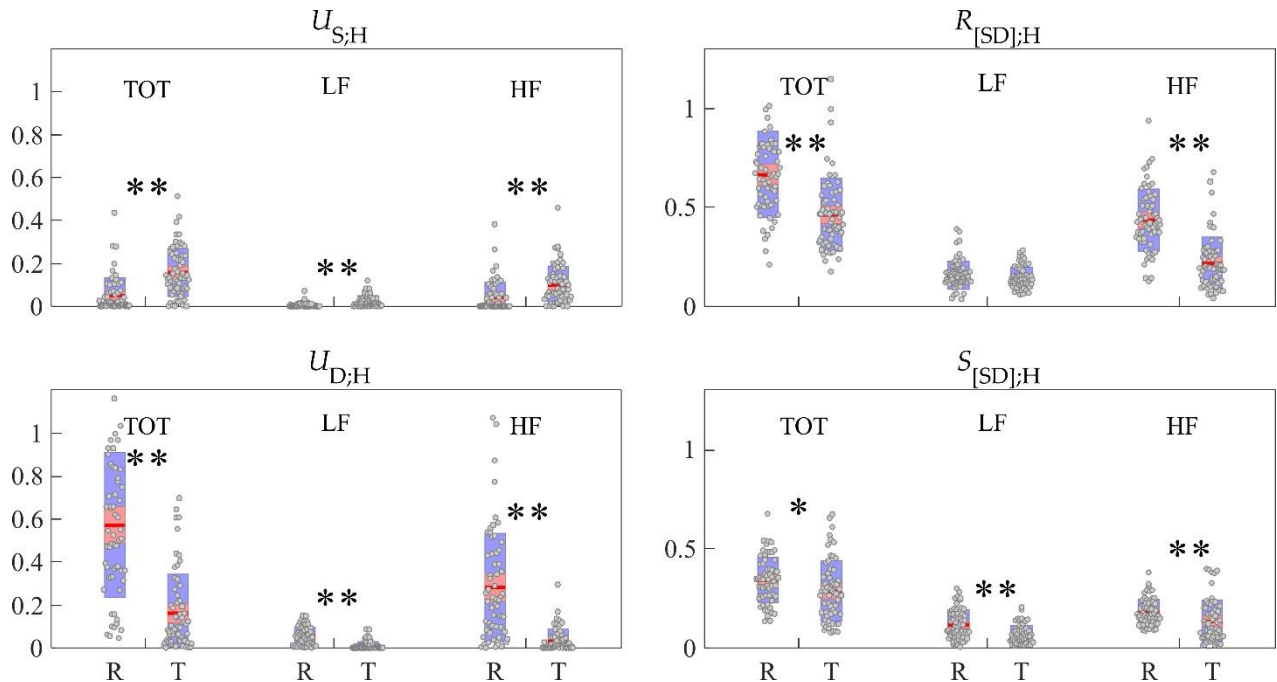 U_S;H
TOT
LF
HF
1
0.8
0.6
0.4
0.2
0
**
**
**
R_[SD];H
TOT
LF
HF
1
0.5
0
**
**
U_D;H
TOT
LF
HF
1
0.8
0.6
0.4
0.2
0
**
**
**
R T R T R T
S_[SD];H
TOT
LF
HF
1
0.5
0
*
**
**
R T R T R T